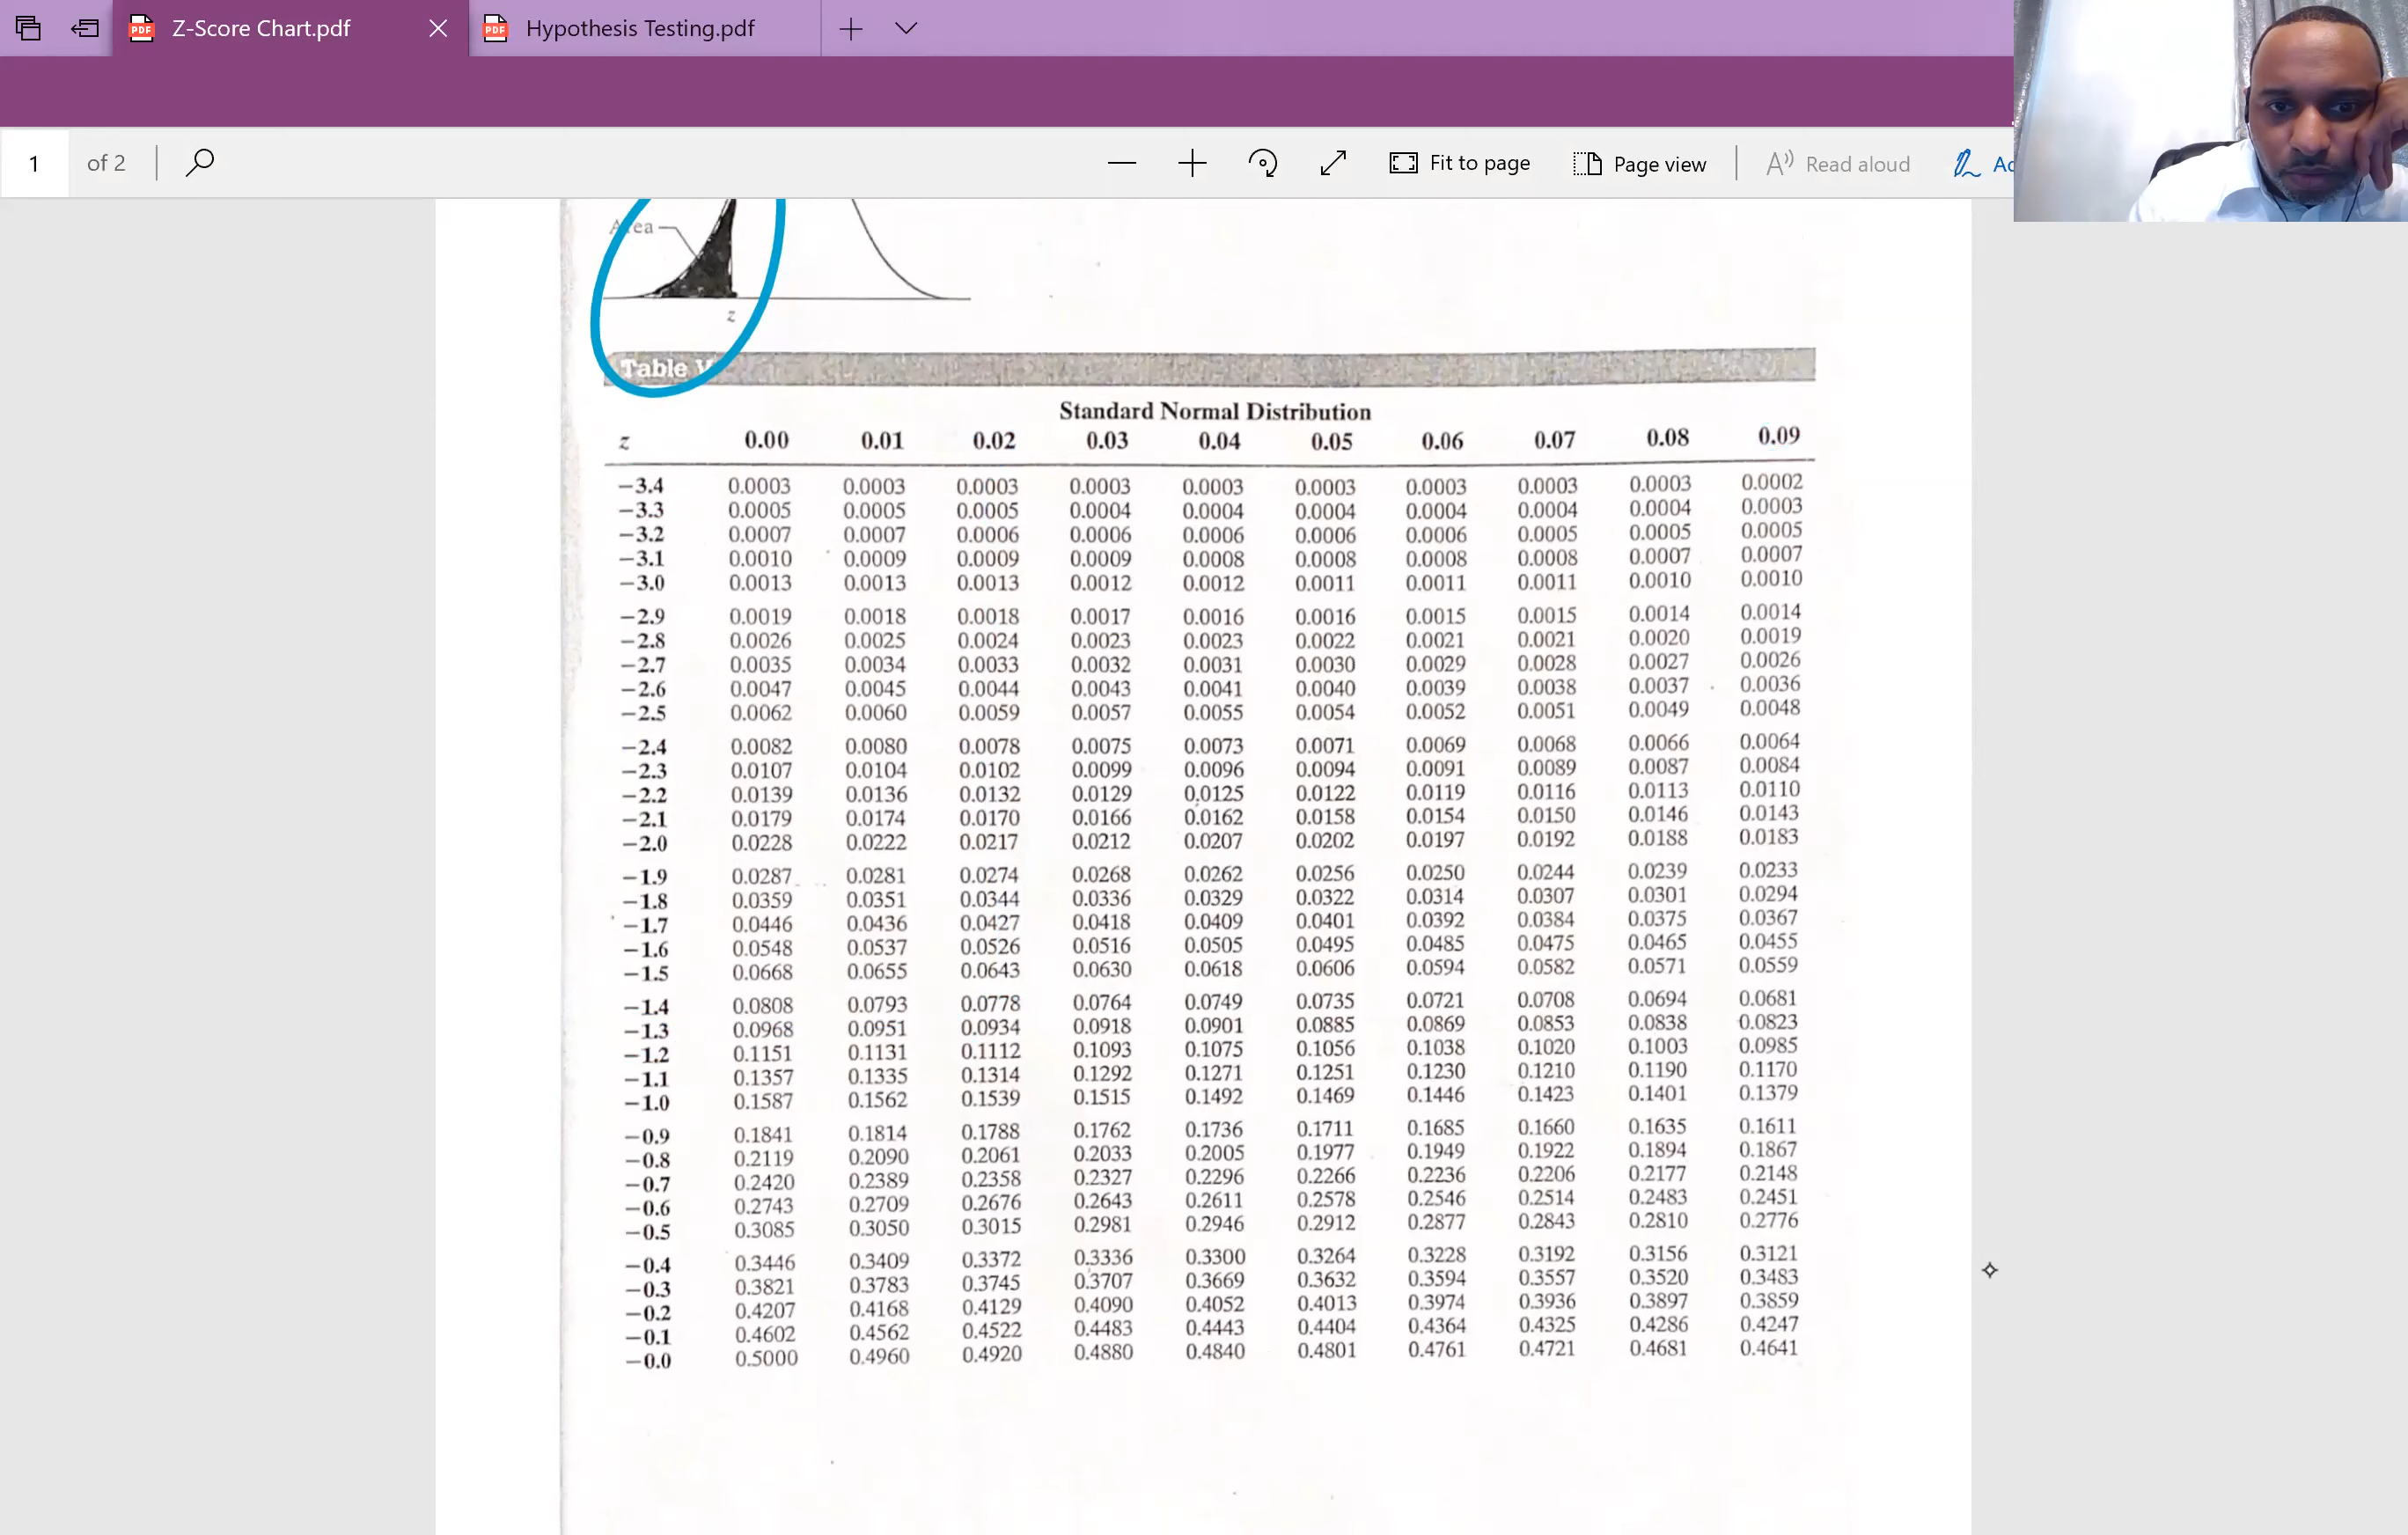 Z-Score Chart.pdf Hypothesis Testing.pdf
1 of 2 Fit to page Page view Read aloud
Area
z
Table
Standard Normal Distribution
z 0.00 0.01 0.02 0.03 0.04 0.05 0.06 0.07 0.08 0.09
−3.4 0.0003 0.0003 0.0003 0.0003 0.0003 0.0003 0.0003 0.0003 0.0003 0.0002
−3.3 0.0005 0.0005 0.0005 0.0004 0.0004 0.0004 0.0004 0.0004 0.0004 0.0003
−3.2 0.0007 0.0007 0.0006 0.0006 0.0006 0.0006 0.0006 0.0005 0.0005 0.0005
−3.1 0.0010 0.0009 0.0009 0.0009 0.0008 0.0008 0.0008 0.0008 0.0007 0.0007
−3.0 0.0013 0.0013 0.0013 0.0012 0.0012 0.0011 0.0011 0.0011 0.0010 0.0010
−2.9 0.0019 0.0018 0.0018 0.0017 0.0016 0.0016 0.0015 0.0015 0.0014 0.0014
−2.8 0.0026 0.0025 0.0024 0.0023 0.0023 0.0022 0.0021 0.0021 0.0020 0.0019
−2.7 0.0035 0.0034 0.0033 0.0032 0.0031 0.0030 0.0029 0.0028 0.0027 0.0026
−2.6 0.0047 0.0045 0.0044 0.0043 0.0041 0.0040 0.0039 0.0038 0.0037 0.0036
−2.5 0.0062 0.0060 0.0059 0.0057 0.0055 0.0054 0.0052 0.0051 0.0049 0.0048
−2.4 0.0082 0.0080 0.0078 0.0075 0.0073 0.0071 0.0069 0.0068 0.0066 0.0064
−2.3 0.0107 0.0104 0.0102 0.0099 0.0096 0.0094 0.0091 0.0089 0.0087 0.0084
−2.2 0.0139 0.0136 0.0132 0.0129 0.0125 0.0122 0.0119 0.0116 0.0113 0.0110
−2.1 0.0179 0.0174 0.0170 0.0166 0.0162 0.0158 0.0154 0.0150 0.0146 0.0143
−2.0 0.0228 0.0222 0.0217 0.0212 0.0207 0.0202 0.0197 0.0192 0.0188 0.0183
−1.9 0.0287 0.0281 0.0274 0.0268 0.0262 0.0256 0.0250 0.0244 0.0239 0.0233
−1.8 0.0359 0.0351 0.0344 0.0336 0.0329 0.0322 0.0314 0.0307 0.0301 0.0294
−1.7 0.0446 0.0436 0.0427 0.0418 0.0409 0.0401 0.0392 0.0384 0.0375 0.0367
−1.6 0.0548 0.0537 0.0526 0.0516 0.0505 0.0495 0.0485 0.0475 0.0465 0.0455
−1.5 0.0668 0.0655 0.0643 0.0630 0.0618 0.0606 0.0594 0.0582 0.0571 0.0559
−1.4 0.0808 0.0793 0.0778 0.0764 0.0749 0.0735 0.0721 0.0708 0.0694 0.0681
−1.3 0.0968 0.0951 0.0934 0.0918 0.0901 0.0885 0.0869 0.0853 0.0838 0.0823
−1.2 0.1151 0.1131 0.1112 0.1093 0.1075 0.1056 0.1038 0.1020 0.1003 0.0985
−1.1 0.1357 0.1335 0.1314 0.1292 0.1271 0.1251 0.1230 0.1210 0.1190 0.1170
−1.0 0.1587 0.1562 0.1539 0.1515 0.1492 0.1469 0.1446 0.1423 0.1401 0.1379
−0.9 0.1841 0.1814 0.1788 0.1762 0.1736 0.1711 0.1685 0.1660 0.1635 0.1611
−0.8 0.2119 0.2090 0.2061 0.2033 0.2005 0.1977 0.1949 0.1922 0.1894 0.1867
−0.7 0.2420 0.2389 0.2358 0.2327 0.2296 0.2266 0.2236 0.2206 0.2177 0.2148
−0.6 0.2743 0.2709 0.2676 0.2643 0.2611 0.2578 0.2546 0.2514 0.2483 0.2451
−0.5 0.3085 0.3050 0.3015 0.2981 0.2946 0.2912 0.2877 0.2843 0.2810 0.2776
−0.4 0.3446 0.3409 0.3372 0.3336 0.3300 0.3264 0.3228 0.3192 0.3156 0.3121
−0.3 0.3821 0.3783 0.3745 0.3707 0.3669 0.3632 0.3594 0.3557 0.3520 0.3483
−0.2 0.4207 0.4168 0.4129 0.4090 0.4052 0.4013 0.3974 0.3936 0.3897 0.3859
−0.1 0.4602 0.4562 0.4522 0.4483 0.4443 0.4404 0.4364 0.4325 0.4286 0.4247
−0.0 0.5000 0.4960 0.4920 0.4880 0.4840 0.4801 0.4761 0.4721 0.4681 0.4641